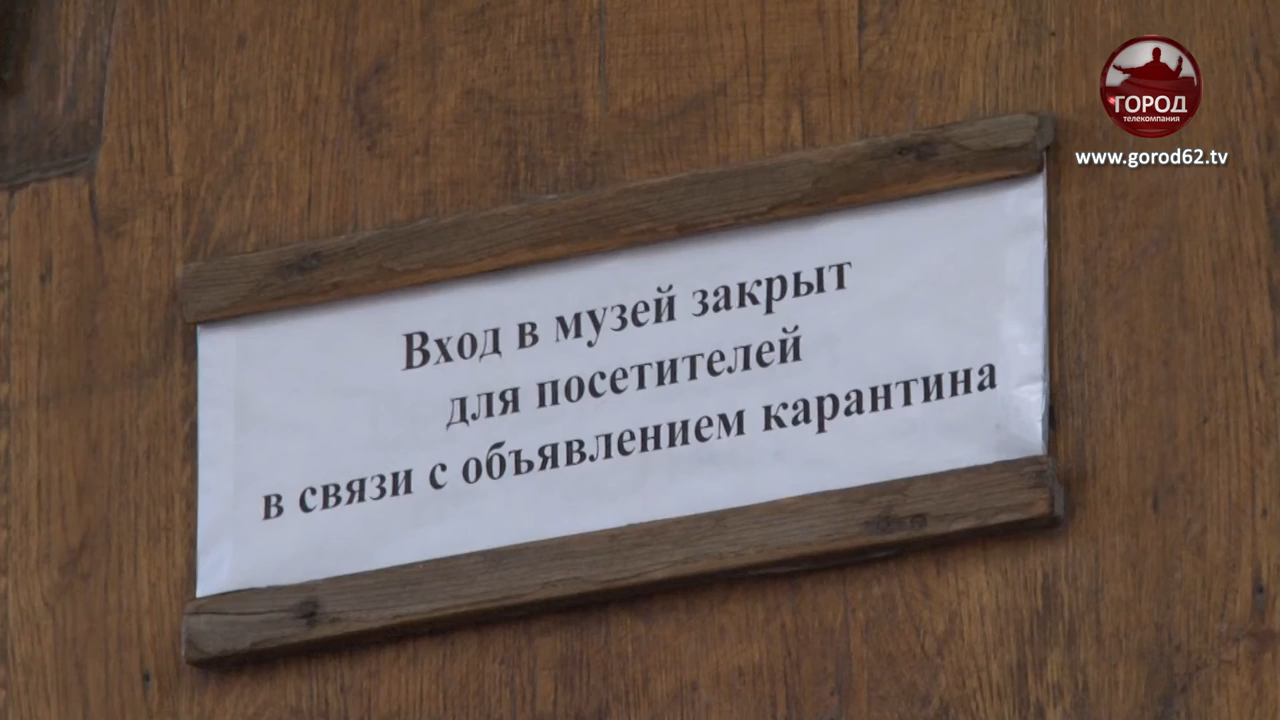 ГОРОД
телекомпания
www.gorod62.tv
Вход в музей закрыт
для посетителей
в связи с объявлением карантина